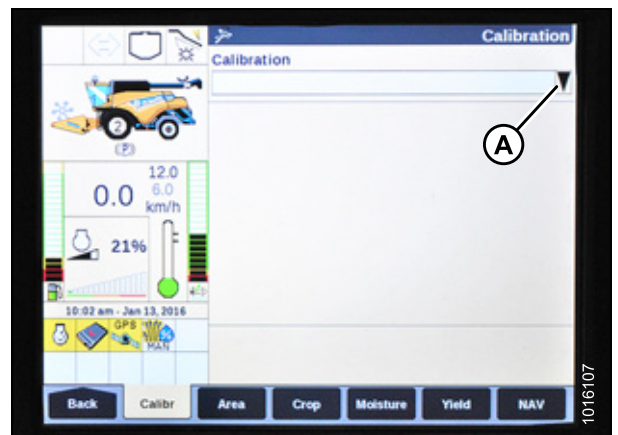 Calibration
Calibration
A
2
(P)
12.0
0.0
6.0
km/h
21%
10:02 am - Jan 13, 2016
GPS
MAN
Back
Calibr
Area
Crop
Moisture
Yield
NAV
1016107